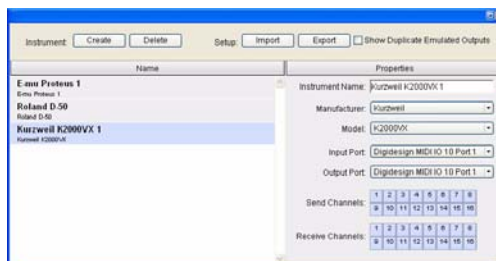 Instrument: Create Delete Setup: Import Export Show Duplicate Emulated Outputs
Name
E-mu Proteus 1
E-mu Proteus 1
Roland D-50
Roland D-50
Kurzweil K2000VX 1
Kurzweil K2000VX
Properties
Instrument Name: Kurzweil K2000VX 1
Manufacturer: Kurzweil
Model: K2000VX
Input Port: Digidesign MIDI IO 10 Port 1
Output Port: Digidesign MIDI IO 10 Port 1
Send Channels: 1 2 3 4 5 6 7 8
9 10 11 12 13 14 15 16
Receive Channels: 1 2 3 4 5 6 7 8
9 10 11 12 13 14 15 16